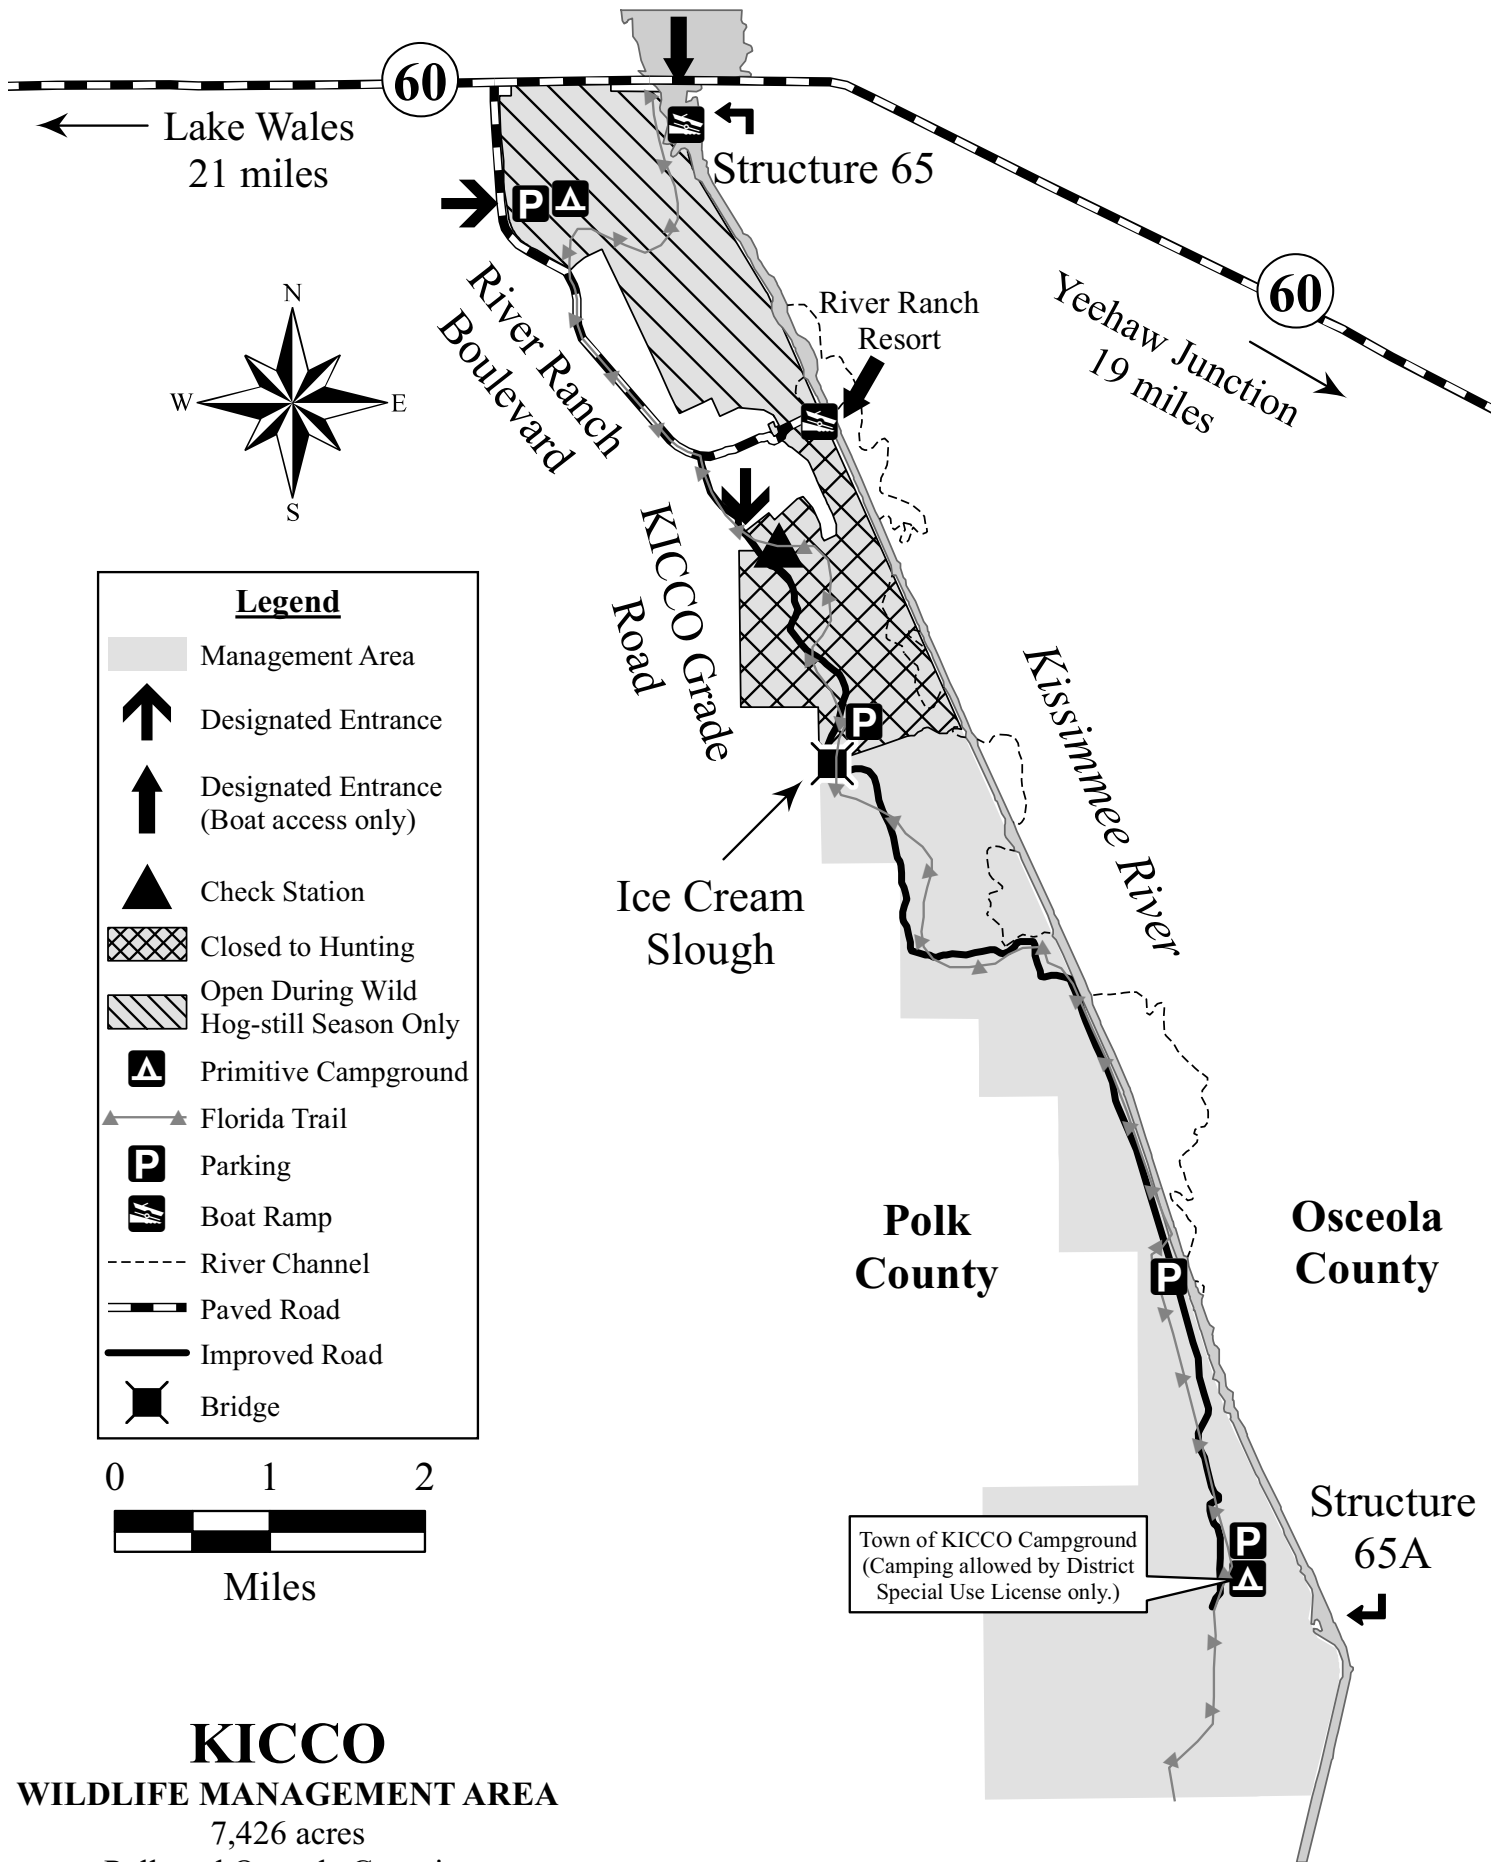 60
Lake Wales
21 miles
Structure 65
P
River Ranch
Boulevard
River Ranch
Resort
60
Yeehaw Junction
19 miles
N
W
E
S
KICCO Grade
Road
P
Ice Cream
Slough
Kissimmee River
Legend
Management Area
Designated Entrance
Designated Entrance
(Boat access only)
Check Station
Closed to Hunting
Open During Wild
Hog-still Season Only
Primitive Campground
Florida Trail
P
Parking
Boat Ramp
River Channel
Paved Road
Improved Road
Bridge
Polk
County
Osceola
County
P
0 1 2
Miles
Structure
65A
P
Town of KICCO Campground
(Camping allowed by District
Special Use License only.)
KICCO
WILDLIFE MANAGEMENT AREA
7,426 acres